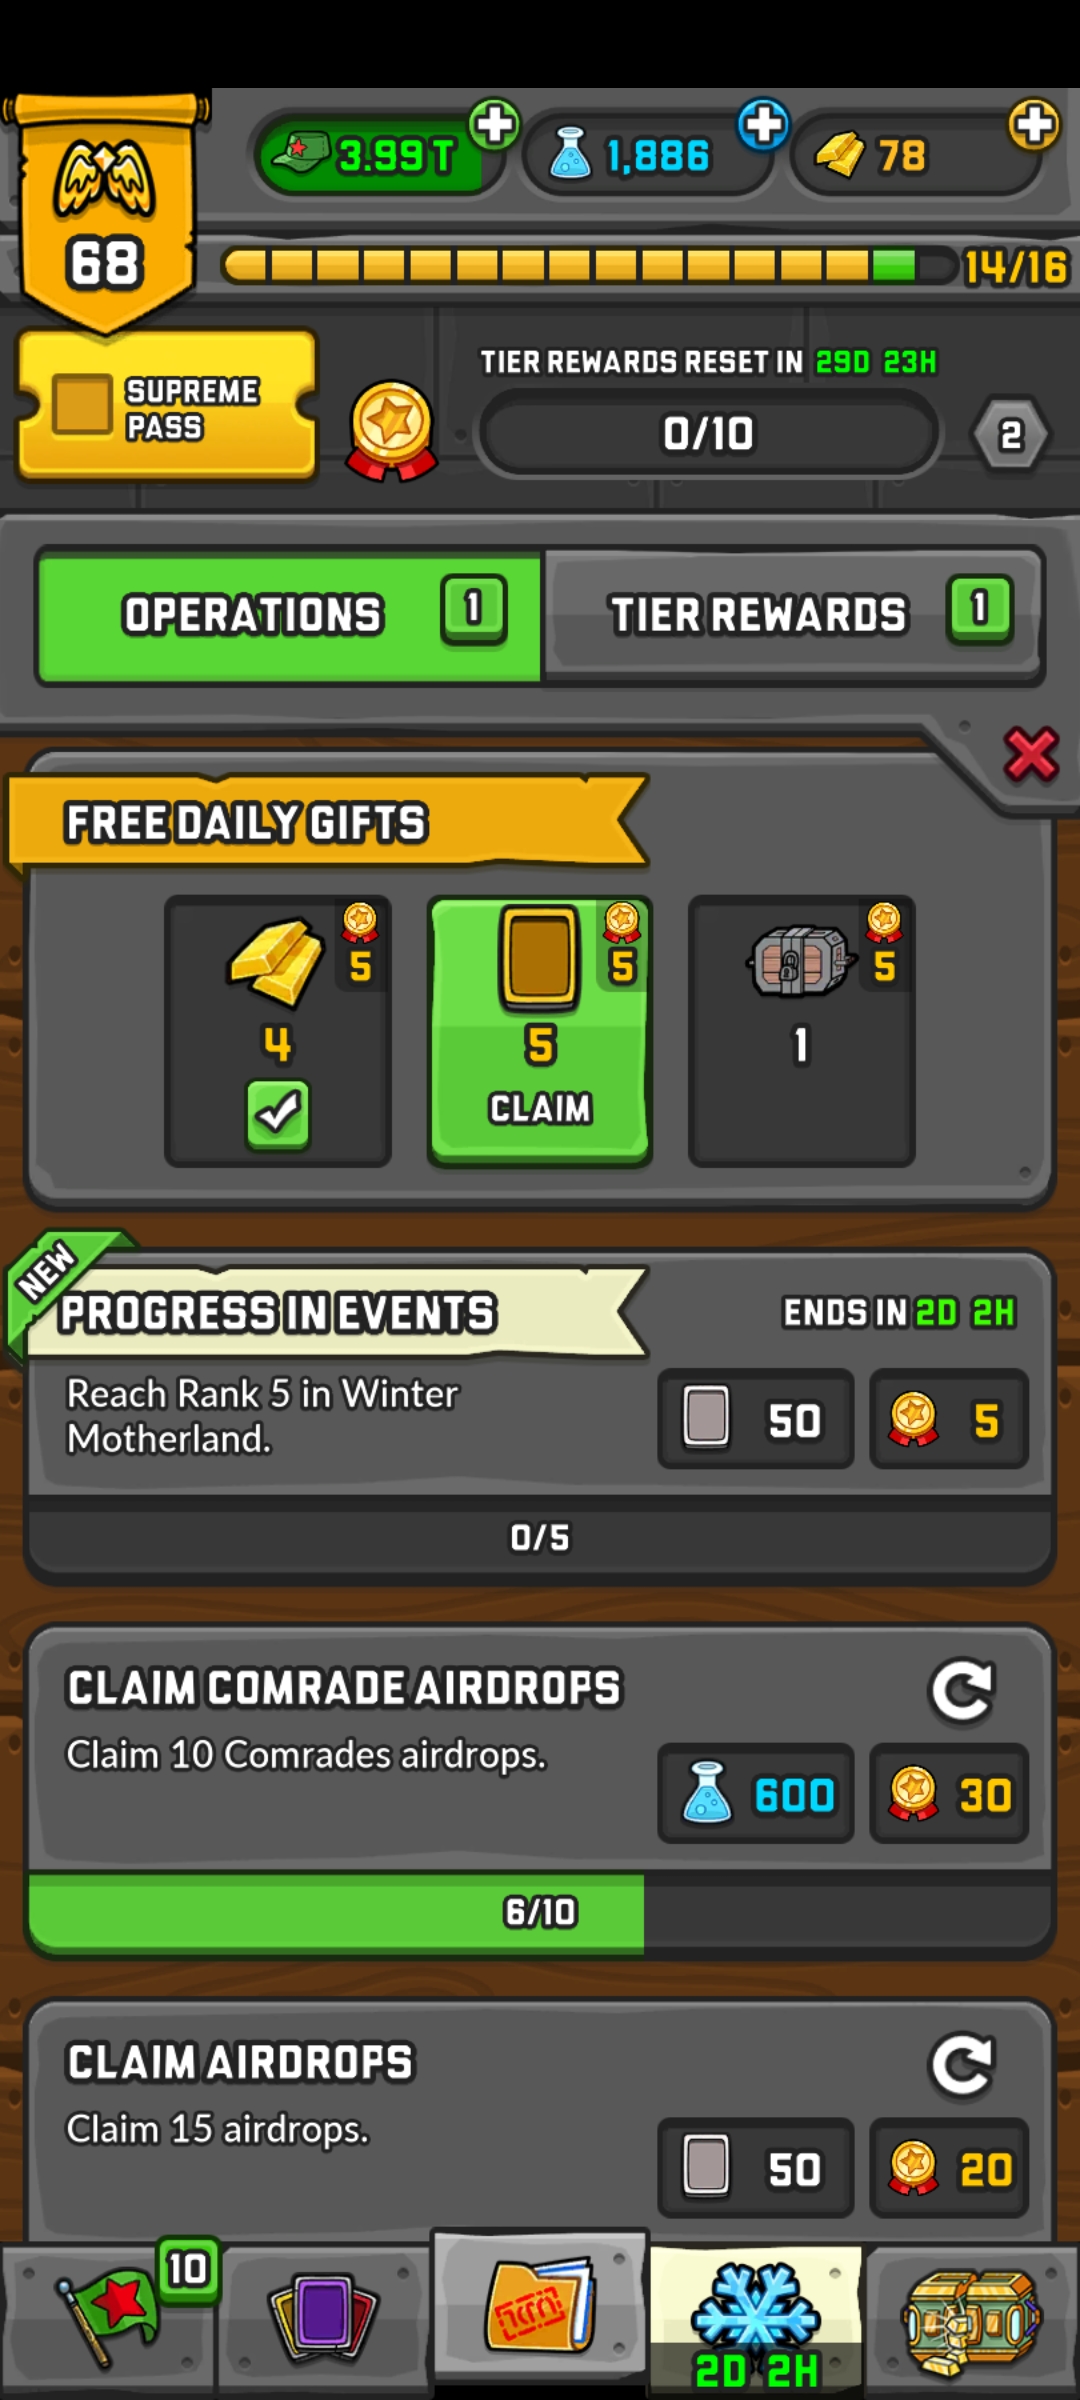 3.99T
1,886
78
68
14/16
SUPREME
PASS
TIER REWARDS RESET IN 29D 23H
0/10
2
OPERATIONS
1
TIER REWARDS
1
FREE DAILY GIFTS
5
5
5
4
5
1
CLAIM
NEW
PROGRESS IN EVENTS
ENDS IN 2D 2H
Reach Rank 5 in Winter
Motherland.
50
5
0/5
CLAIM COMRADE AIRDROPS
Claim 10 Comrades airdrops.
600
30
6/10
CLAIM AIRDROPS
Claim 15 airdrops.
50
20
10
2D 2H